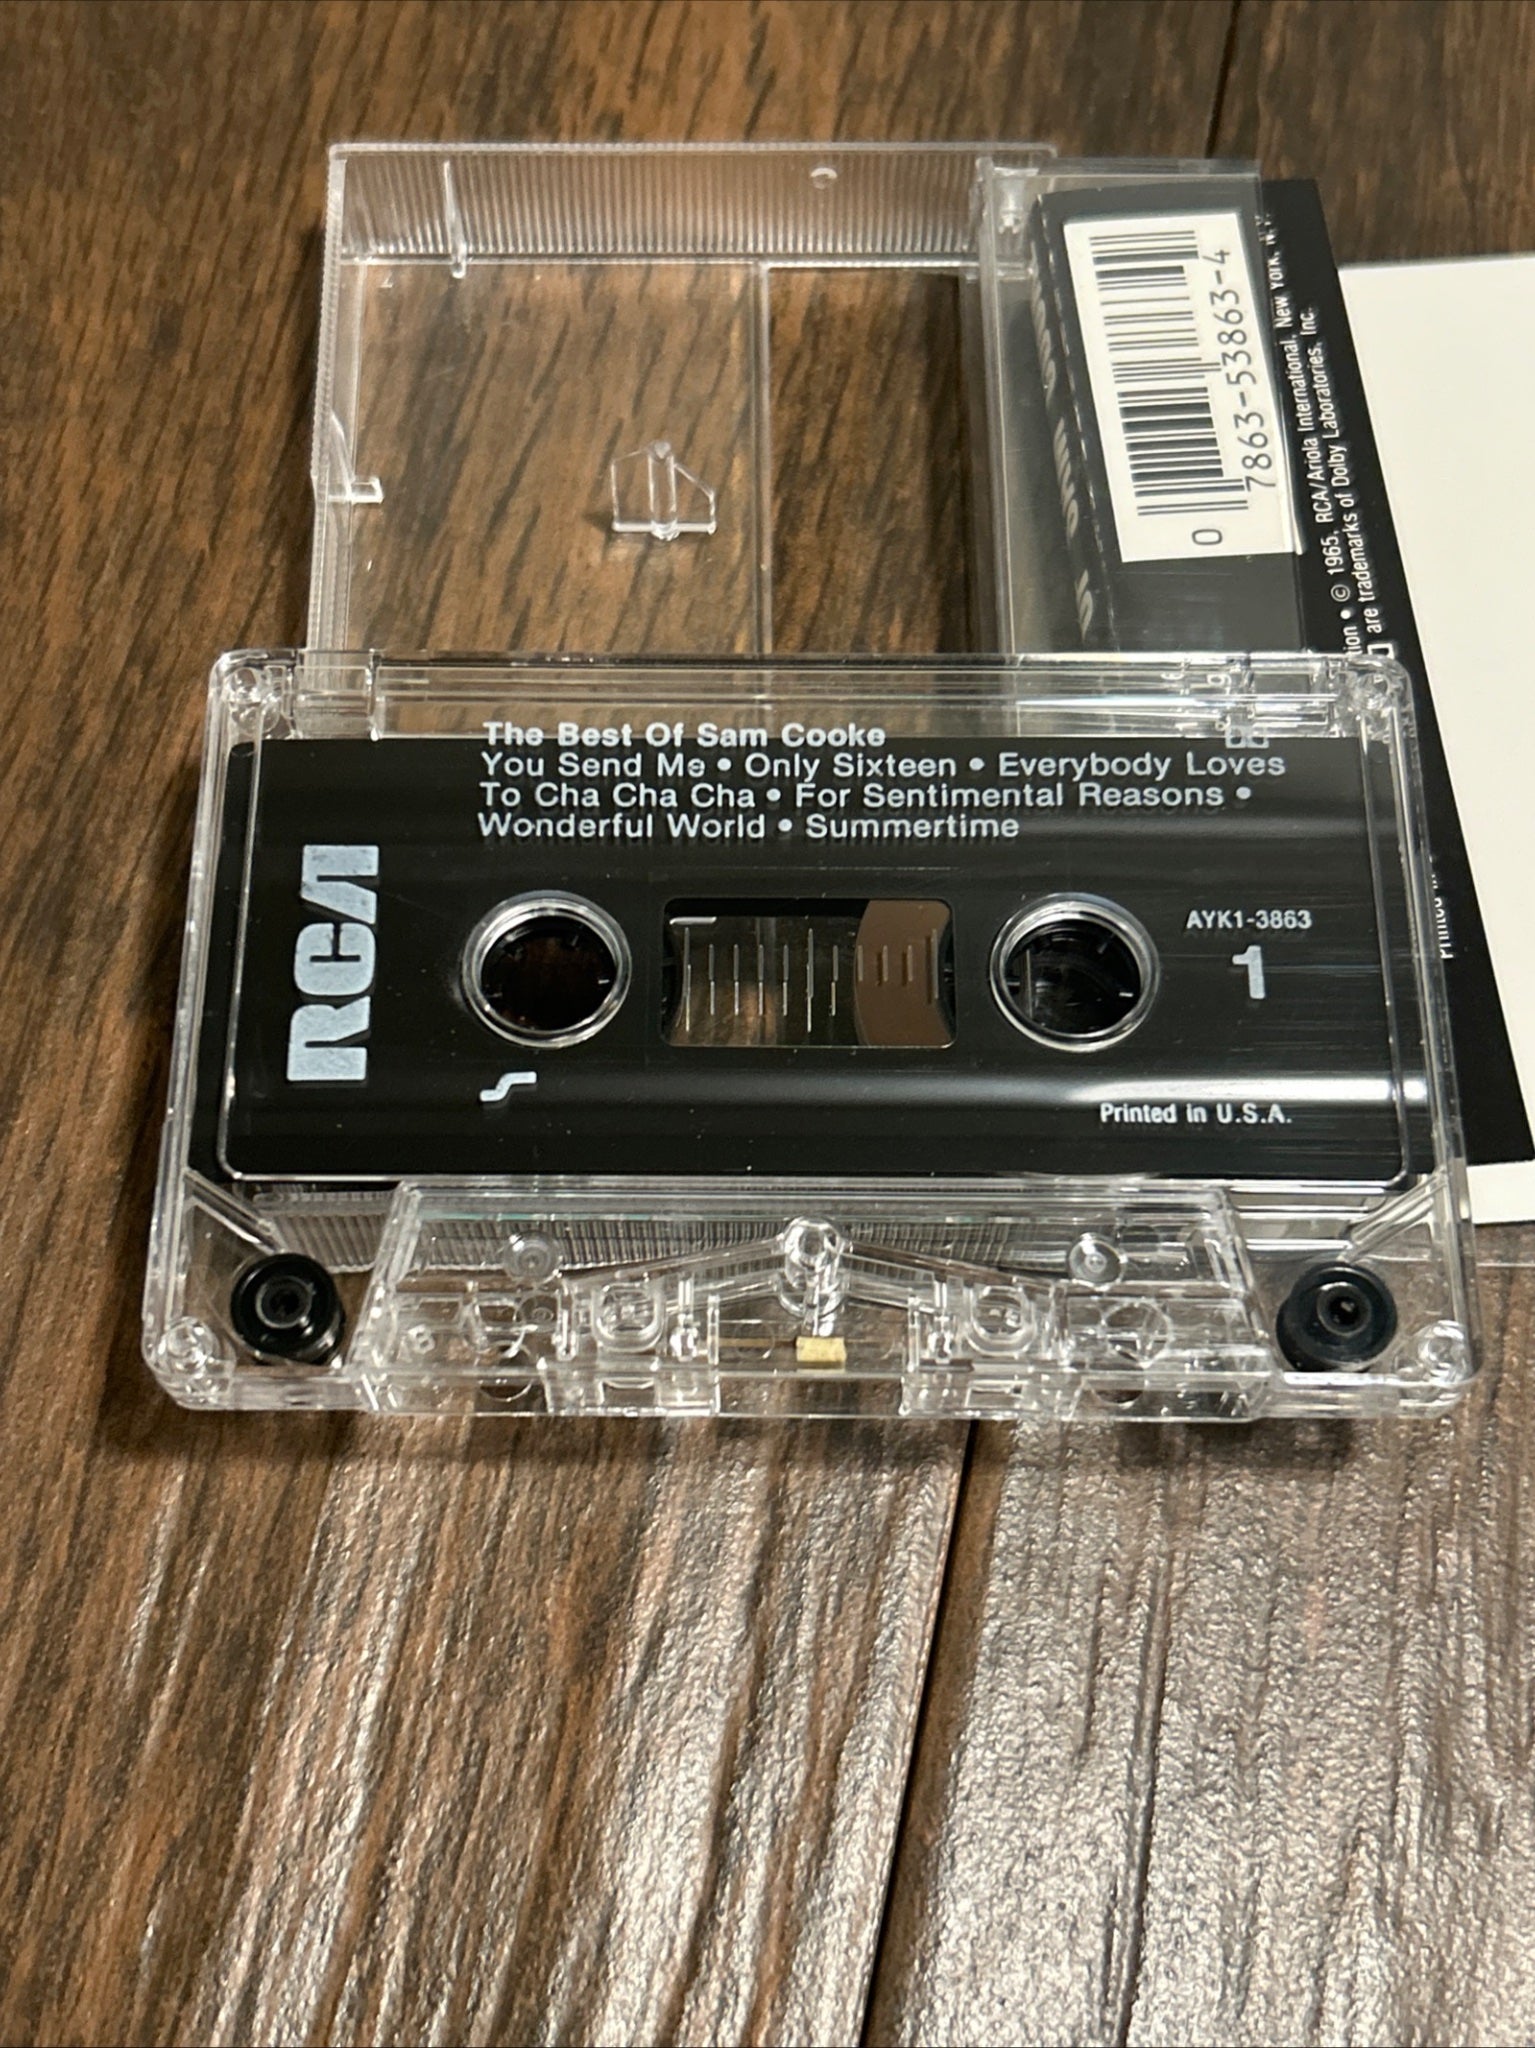 The Best Of Sam Cooke
You Send Me • Only Sixteen • Everybody Loves
To Cha Cha Cha • For Sentimental Reasons •
Wonderful World • Summertime
RCA
AYK1-3863
1
Printed in U.S.A.
0 7863-53863-4
• © 1965, RCA/Ariola International, New York, N.Y.
are trademarks of Dolby Laboratories, Inc.
Printed